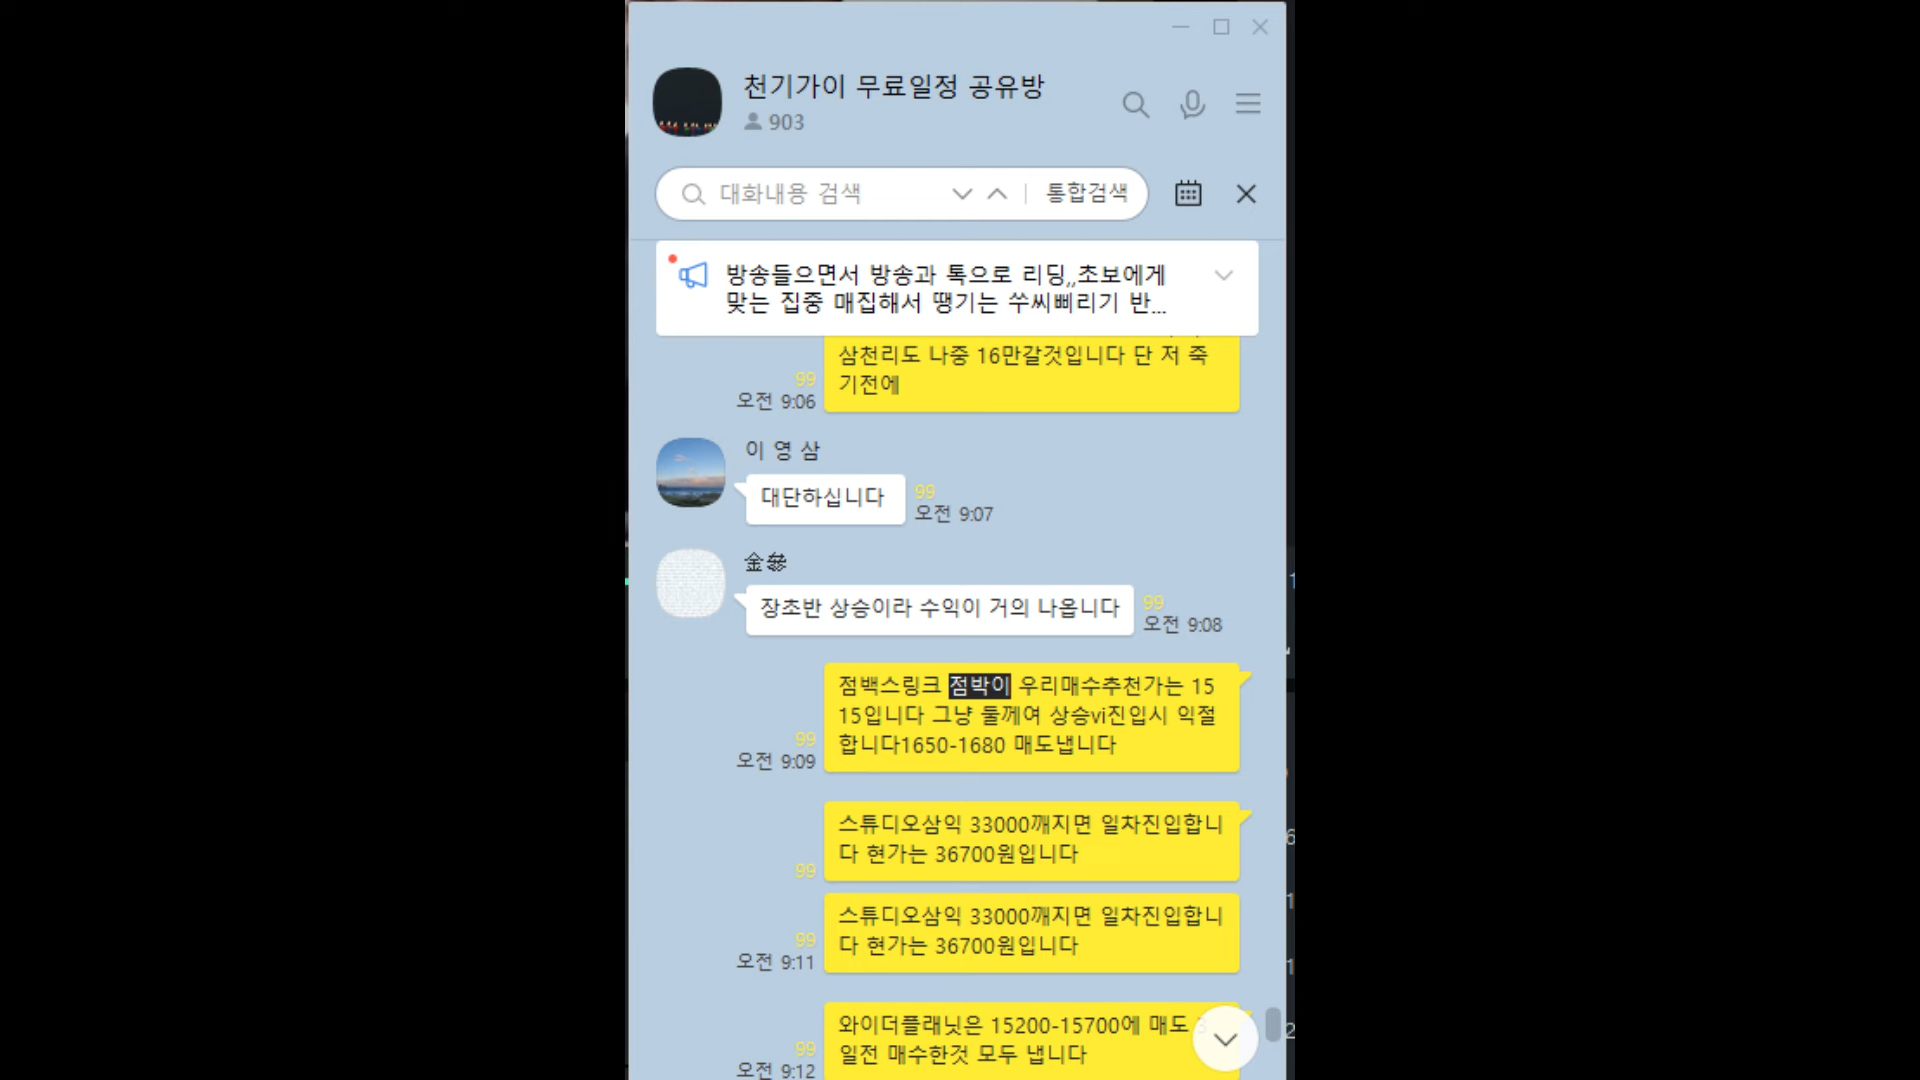 천기가이 무료일정 공유방
903
대화내용 검색
통합검색
방송들으면서 방송과 톡으로 리딩,,초보에게
맞는 집중 매집해서 땡기는 쑤씨삐리기 반...
삼천리도 나중 16만갈것입니다 단 저 죽
기전에
99
오전 9:06
이 영 삼
대단하십니다
99
오전 9:07
장초반 상승이라 수익이 거의 나옵니다
99
오전 9:08
점백스링크 점박이 우리매수추천가는 15
15입니다 그냥 둘께여 상승vi진입시 익절
합니다1650-1680 매도냅니다
99
오전 9:09
스튜디오삼익 33000깨지면 일차진입합니
다 현가는 36700원입니다
99
스튜디오삼익 33000깨지면 일차진입합니
다 현가는 36700원입니다
99
오전 9:11
와이더플래닛은 15200-15700에 매도 3
일전 매수한것 모두 냅니다
99
오전 9:12